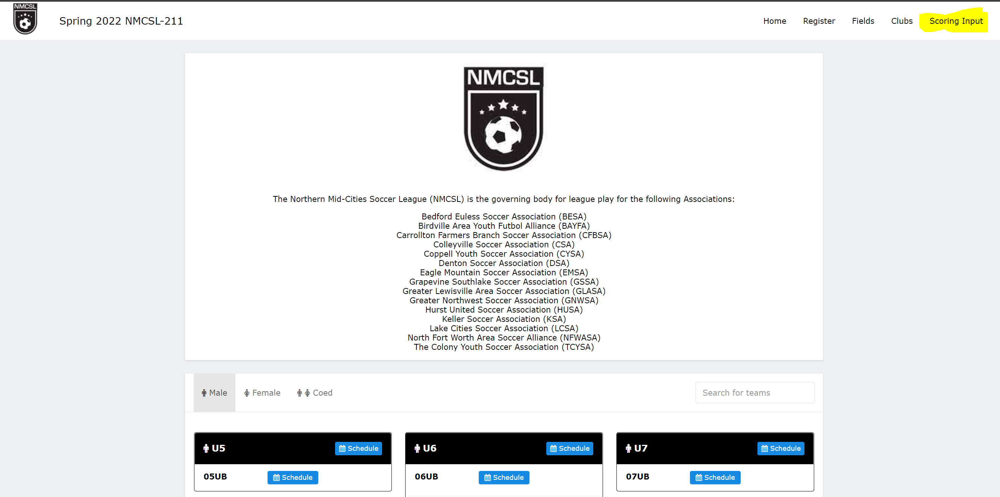 NMCSL
Spring 2022 NMCSL-211
Home
Register
Fields
Clubs
Scoring Input
NMCSL
The Northern Mid-Cities Soccer League (NMCSL) is the governing body for league play for the following Associations:
Bedford Euless Soccer Association (BESA)
Birdville Area Youth Futbol Alliance (BAYFA)
Carrollton Farmers Branch Soccer Association (CFBSA)
Colleyville Soccer Association (CSA)
Coppell Youth Soccer Association (CYSA)
Denton Soccer Association (DSA)
Eagle Mountain Soccer Association (EMSA)
Grapevine Southlake Soccer Association (GSSA)
Greater Lewisville Area Soccer Association (GLASA)
Greater Northwest Soccer Association (GNWSA)
Hurst United Soccer Association (HUSA)
Keller Soccer Association (KSA)
Lake Cities Soccer Association (LCSA)
North Fort Worth Area Soccer Alliance (NFWASA)
The Colony Youth Soccer Association (TCYSA)
Male
Female
Coed
Search for teams
U5
Schedule
05UB
Schedule
U6
Schedule
06UB
Schedule
U7
Schedule
07UB
Schedule